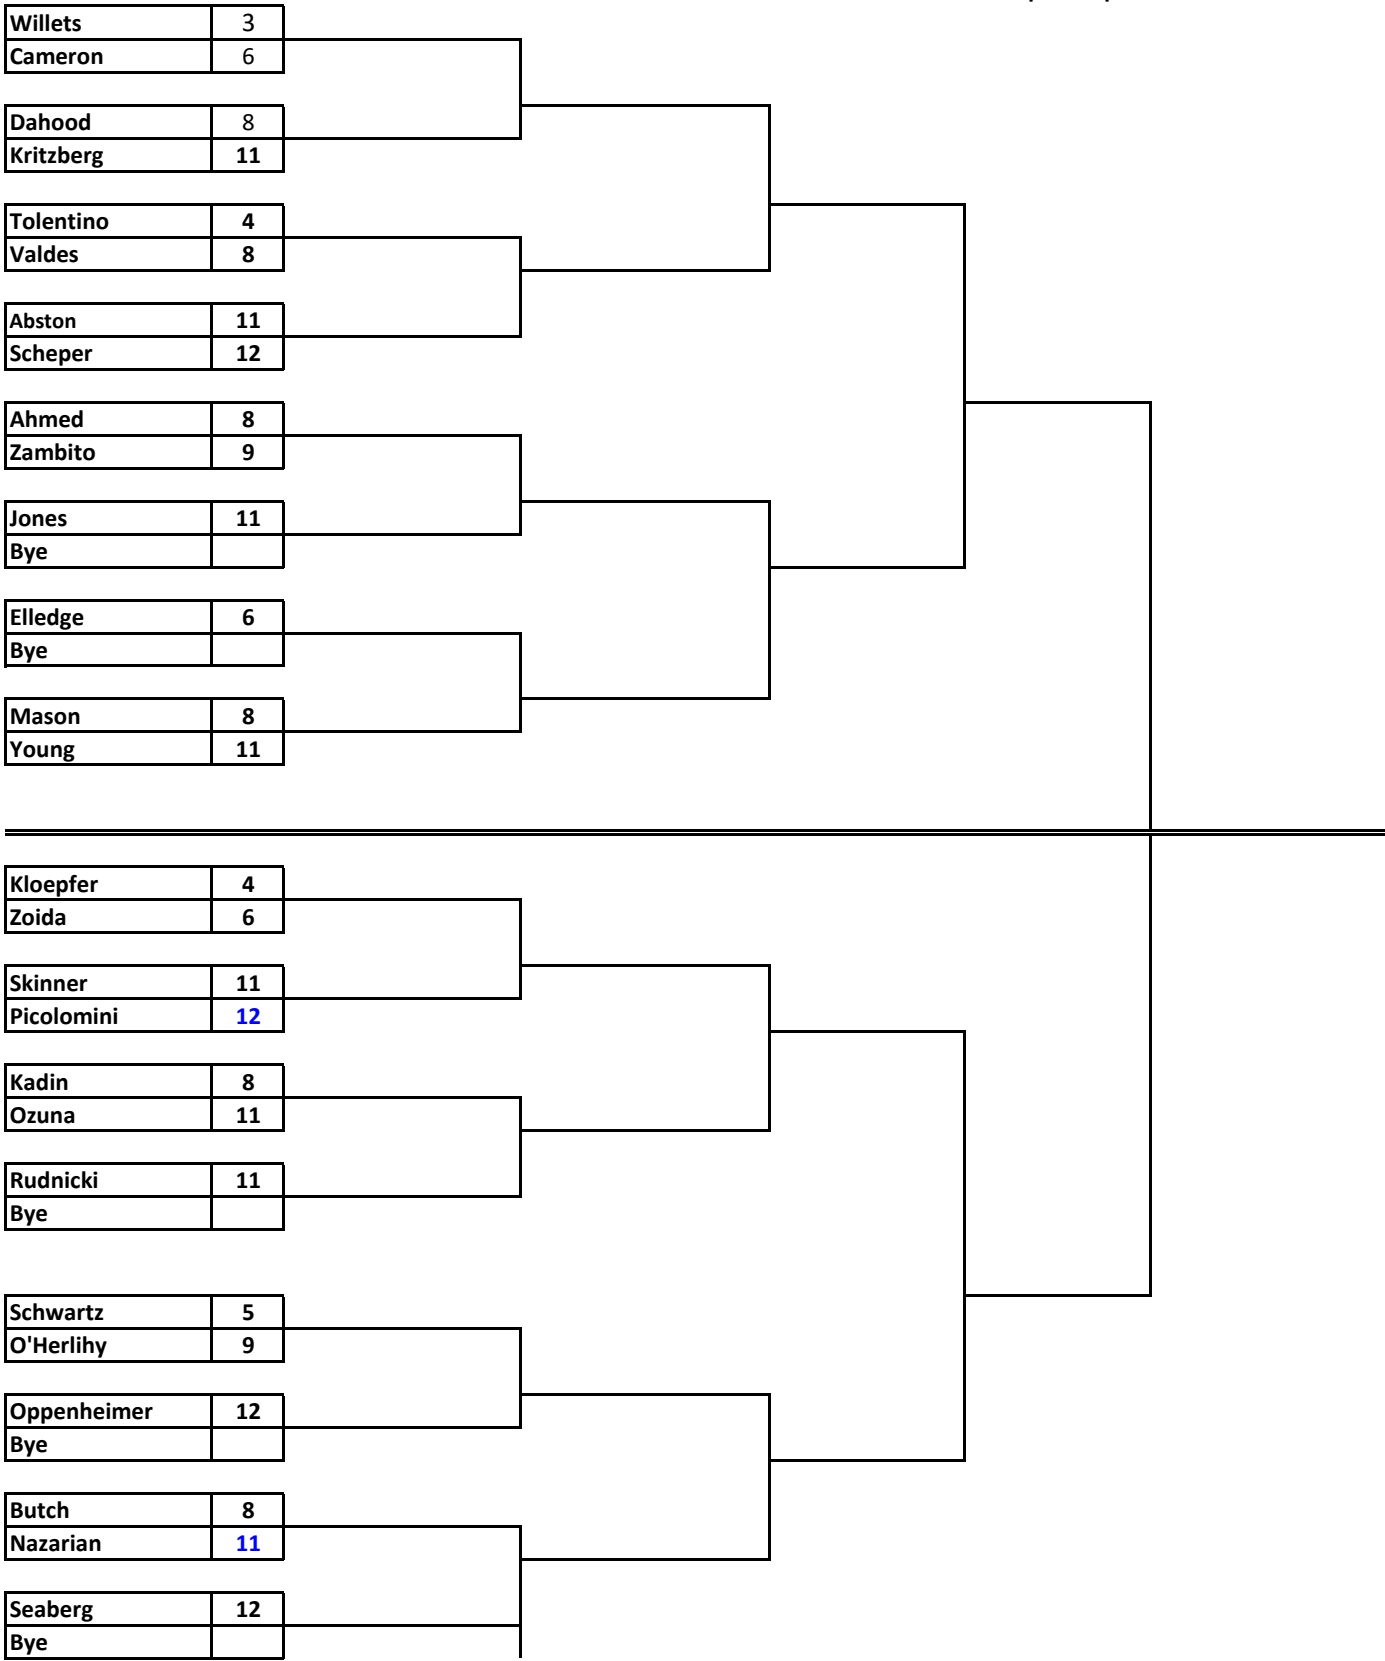 Willets 3
Cameron 6
Dahood 8
Kritzberg 11
Tolentino 4
Valdes 8
Abston 11
Scheper 12
Ahmed 8
Zambito 9
Jones 11
Bye
Elledge 6
Bye
Mason 8
Young 11
Kloepfer 4
Zoida 6
Skinner 11
Picolomini 12
Kadin 8
Ozuna 11
Rudnicki 11
Bye
Schwartz 5
O'Herlihy 9
Oppenheimer 12
Bye
Butch 8
Nazarian 11
Seaberg 12
Bye